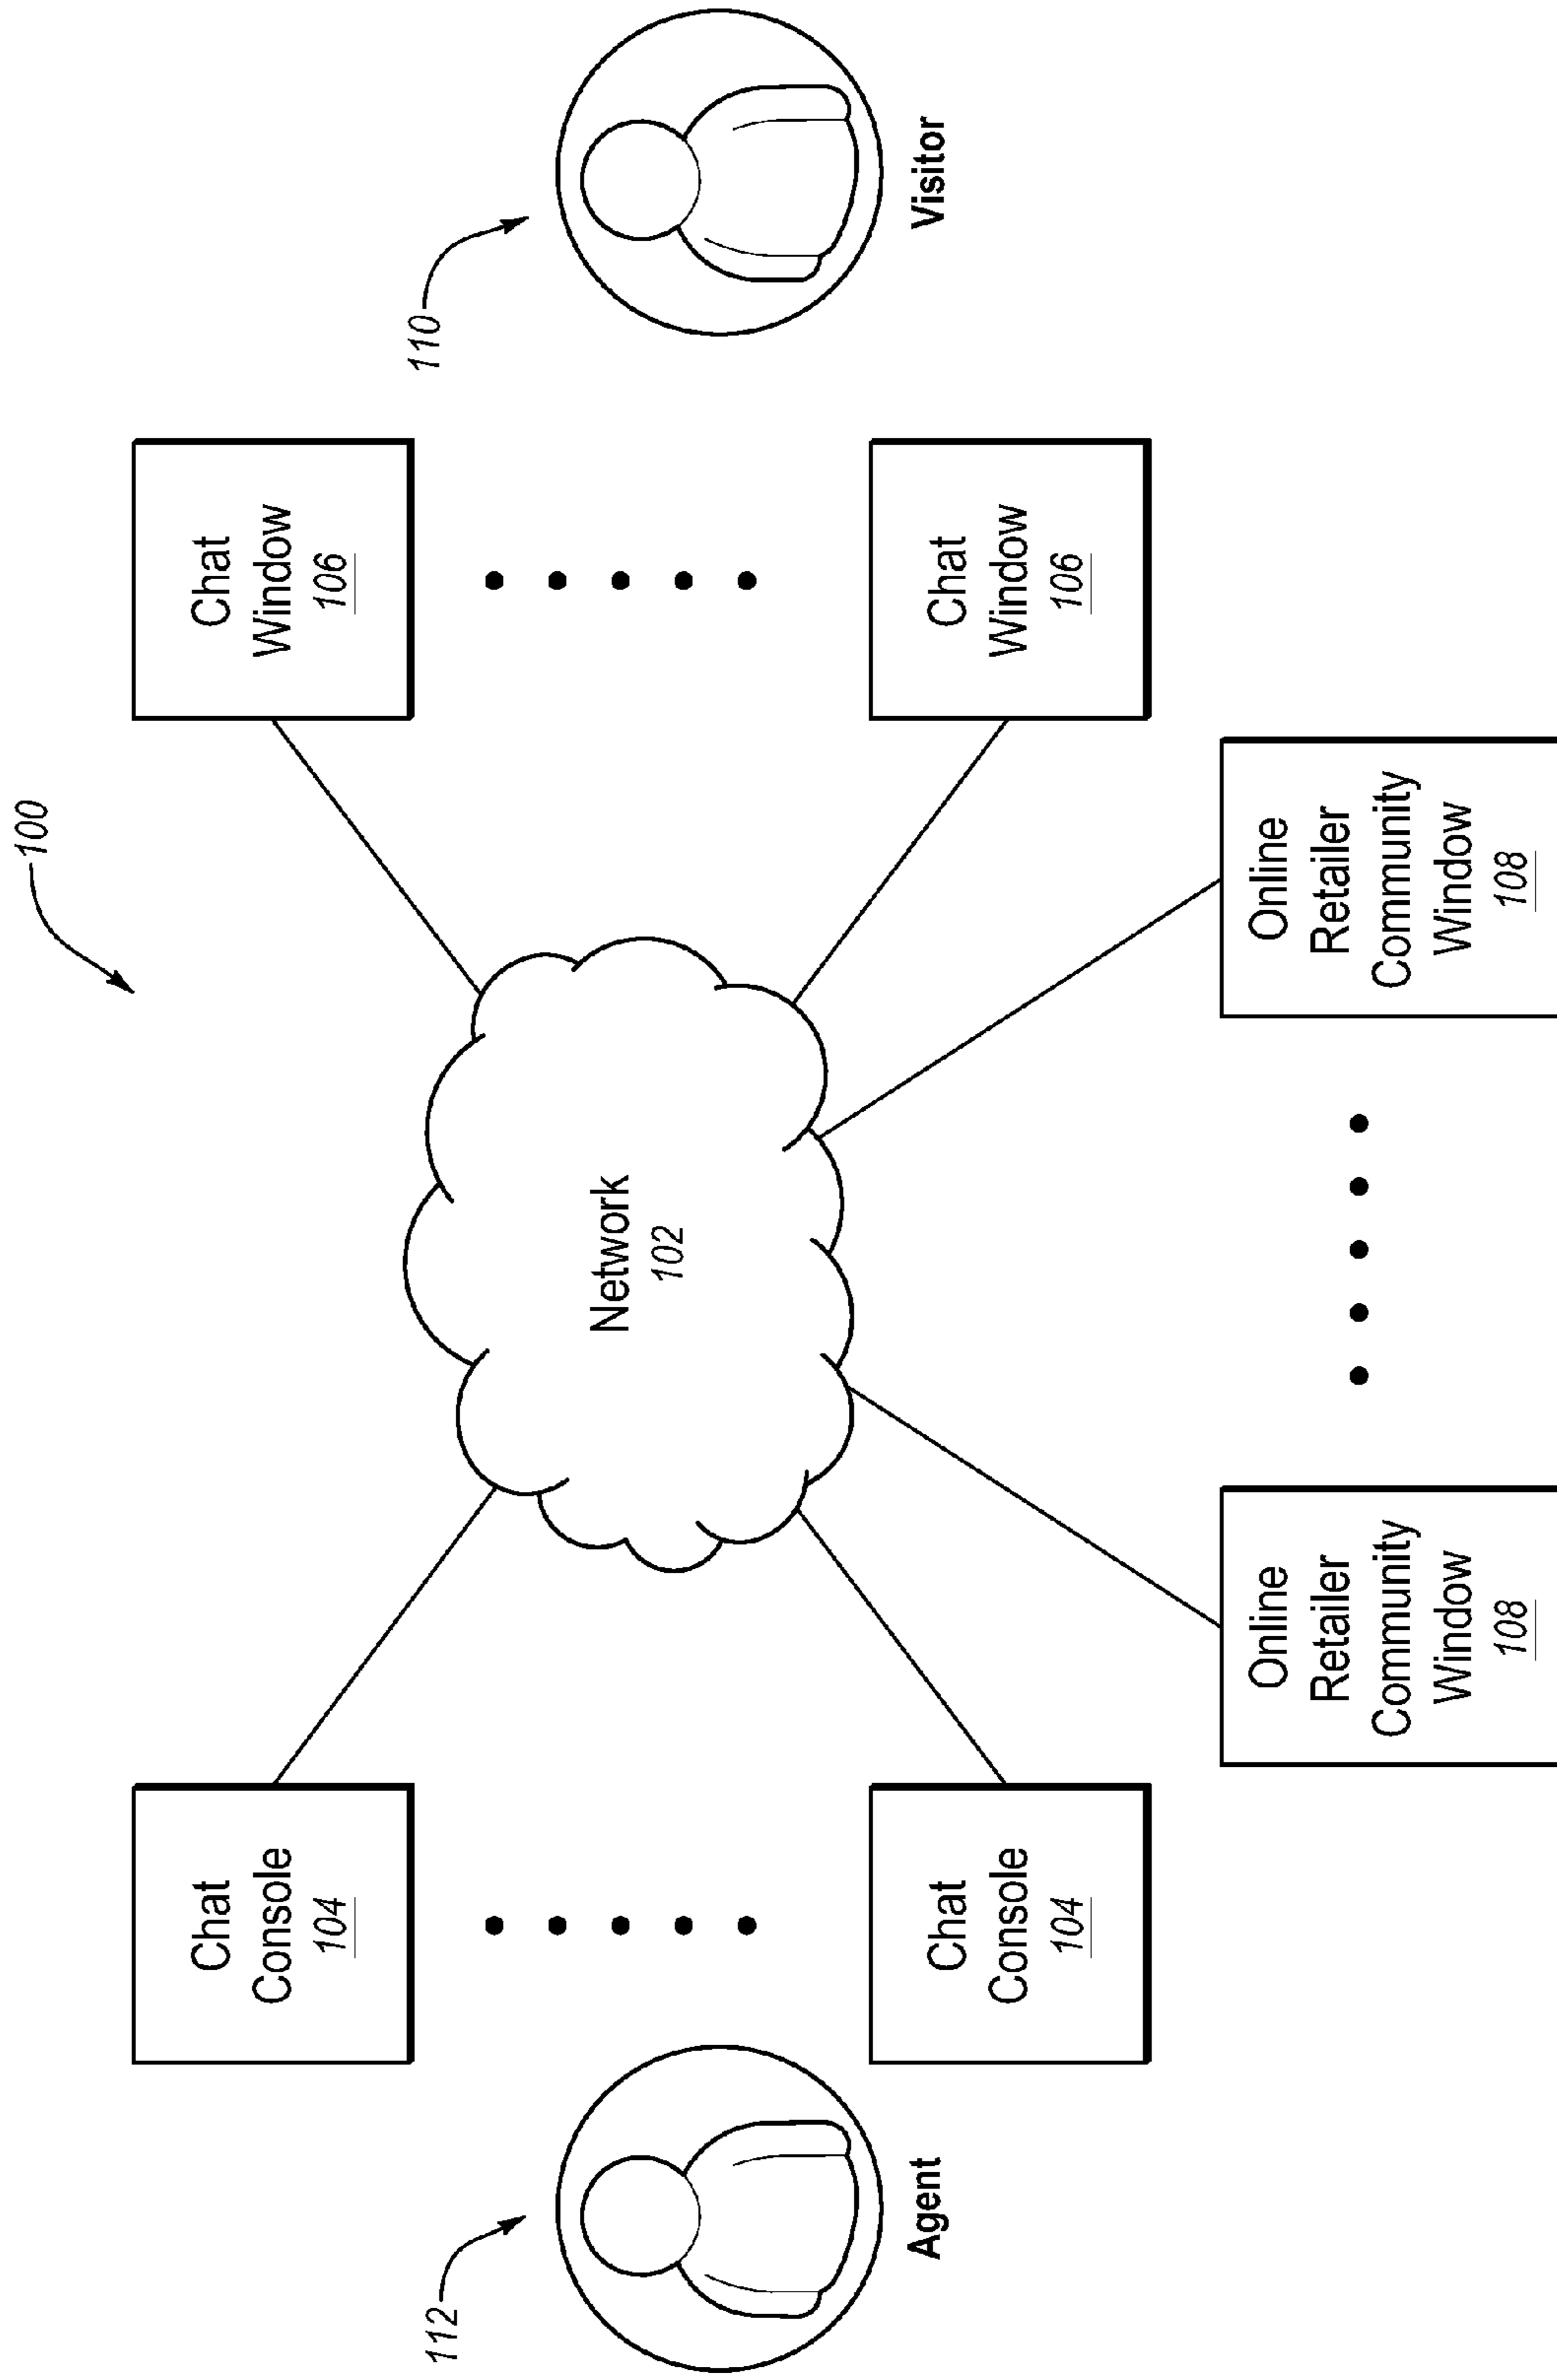 100
112
Agent
Chat
Console
104
Chat
Console
104
Network
102
Chat
Window
106
Chat
Window
106
110
Visitor
Online
Retailer
Community
Window
108
Online
Retailer
Community
Window
108